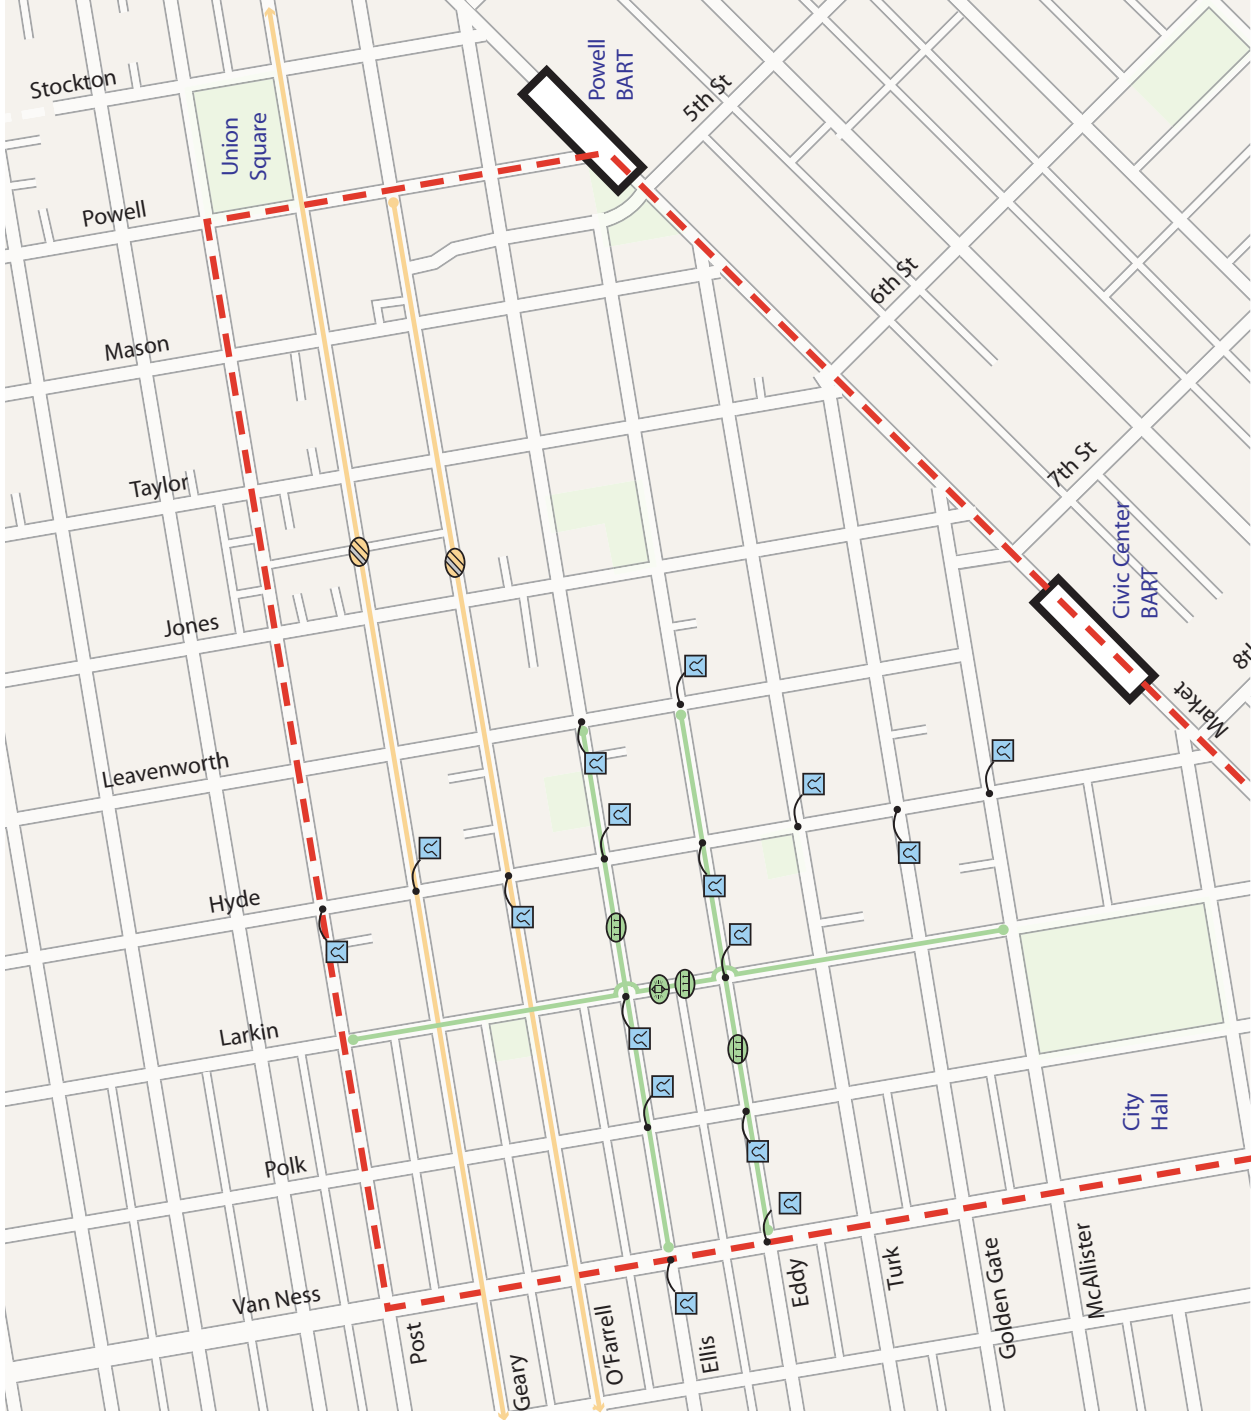 Stockton
Union
Square
Powell
BART
5th St
Powell
6th St
Mason
7th St
Taylor
Civic Center
BART
Jones
8th
Market
Leavenworth
Hyde
Larkin
City
Hall
Polk
Van Ness
Post
Geary
O'Farrell
Ellis
Eddy
Turk
Golden Gate
McAllister